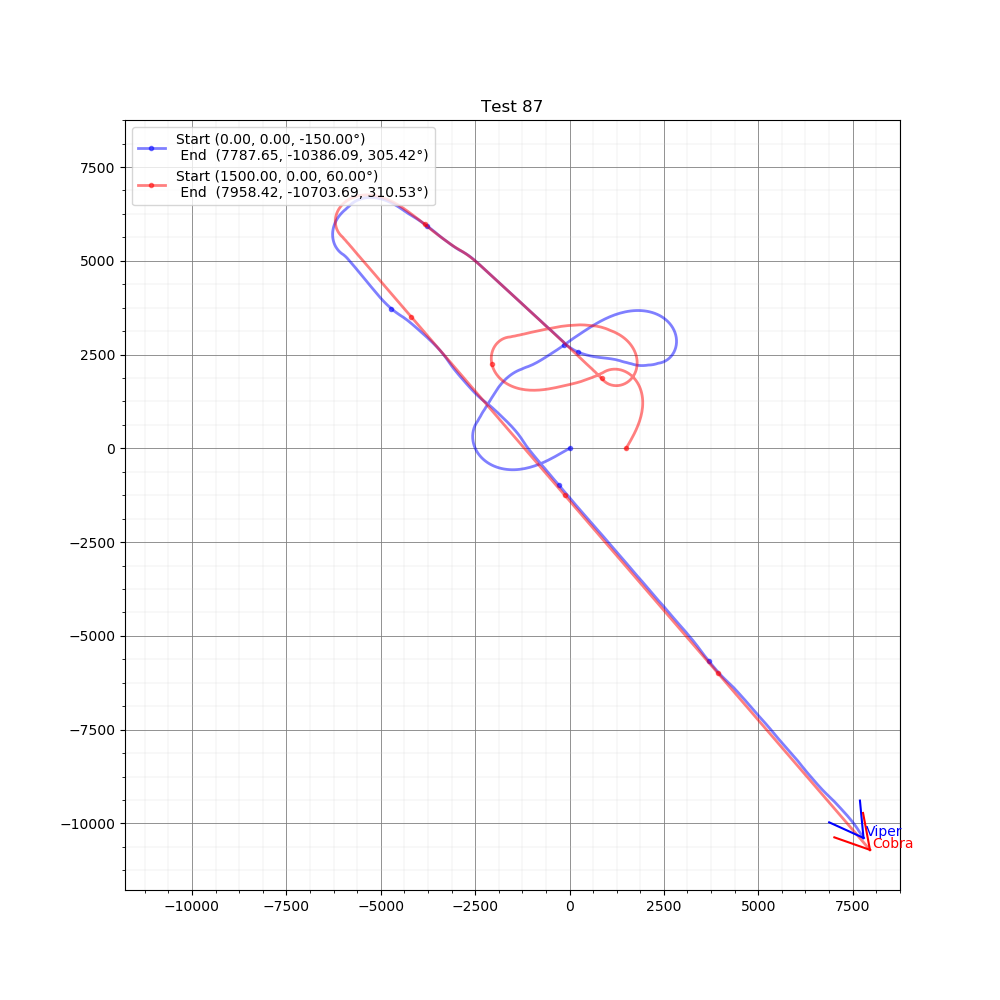 Test 87
Start (0.00, 0.00, -150.00°)
End (7787.65, -10386.09, 305.42°)
Start (1500.00, 0.00, 60.00°)
End (7958.42, -10703.69, 310.53°)
7500
5000
2500
0
−2500
−5000
−7500
−10000
Viper
Cobra
−10000 −7500 −5000 −2500 0 2500 5000 7500